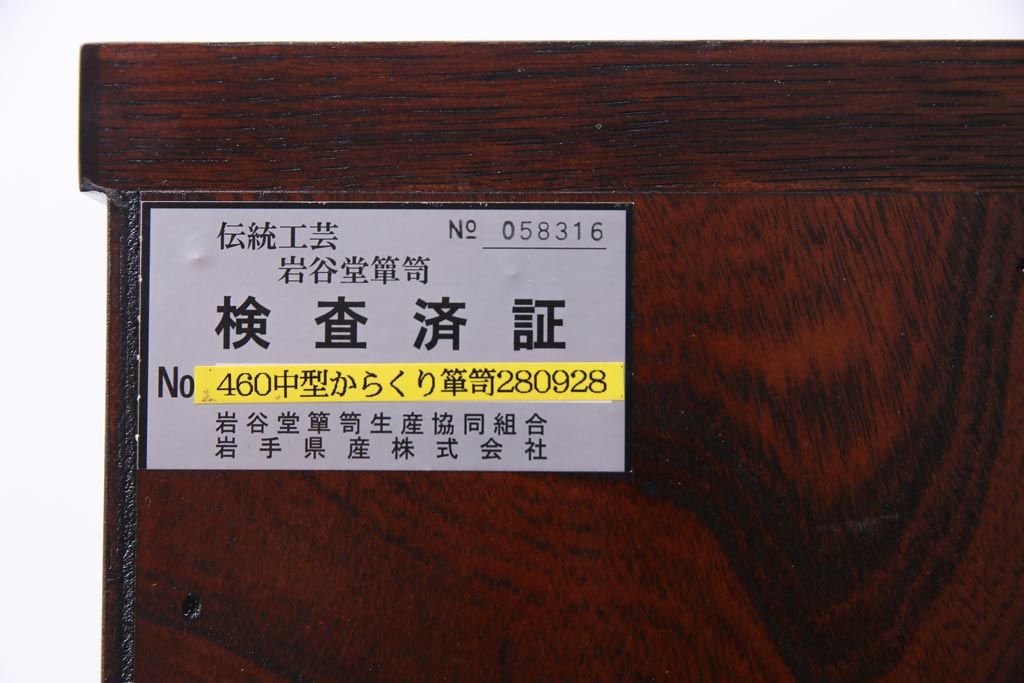 伝統工芸 № 058316
岩谷堂簞笥
検査済証
No 460中型からくり箪笥280928
岩谷堂簞笥生産協同組合
岩手県産株式会社